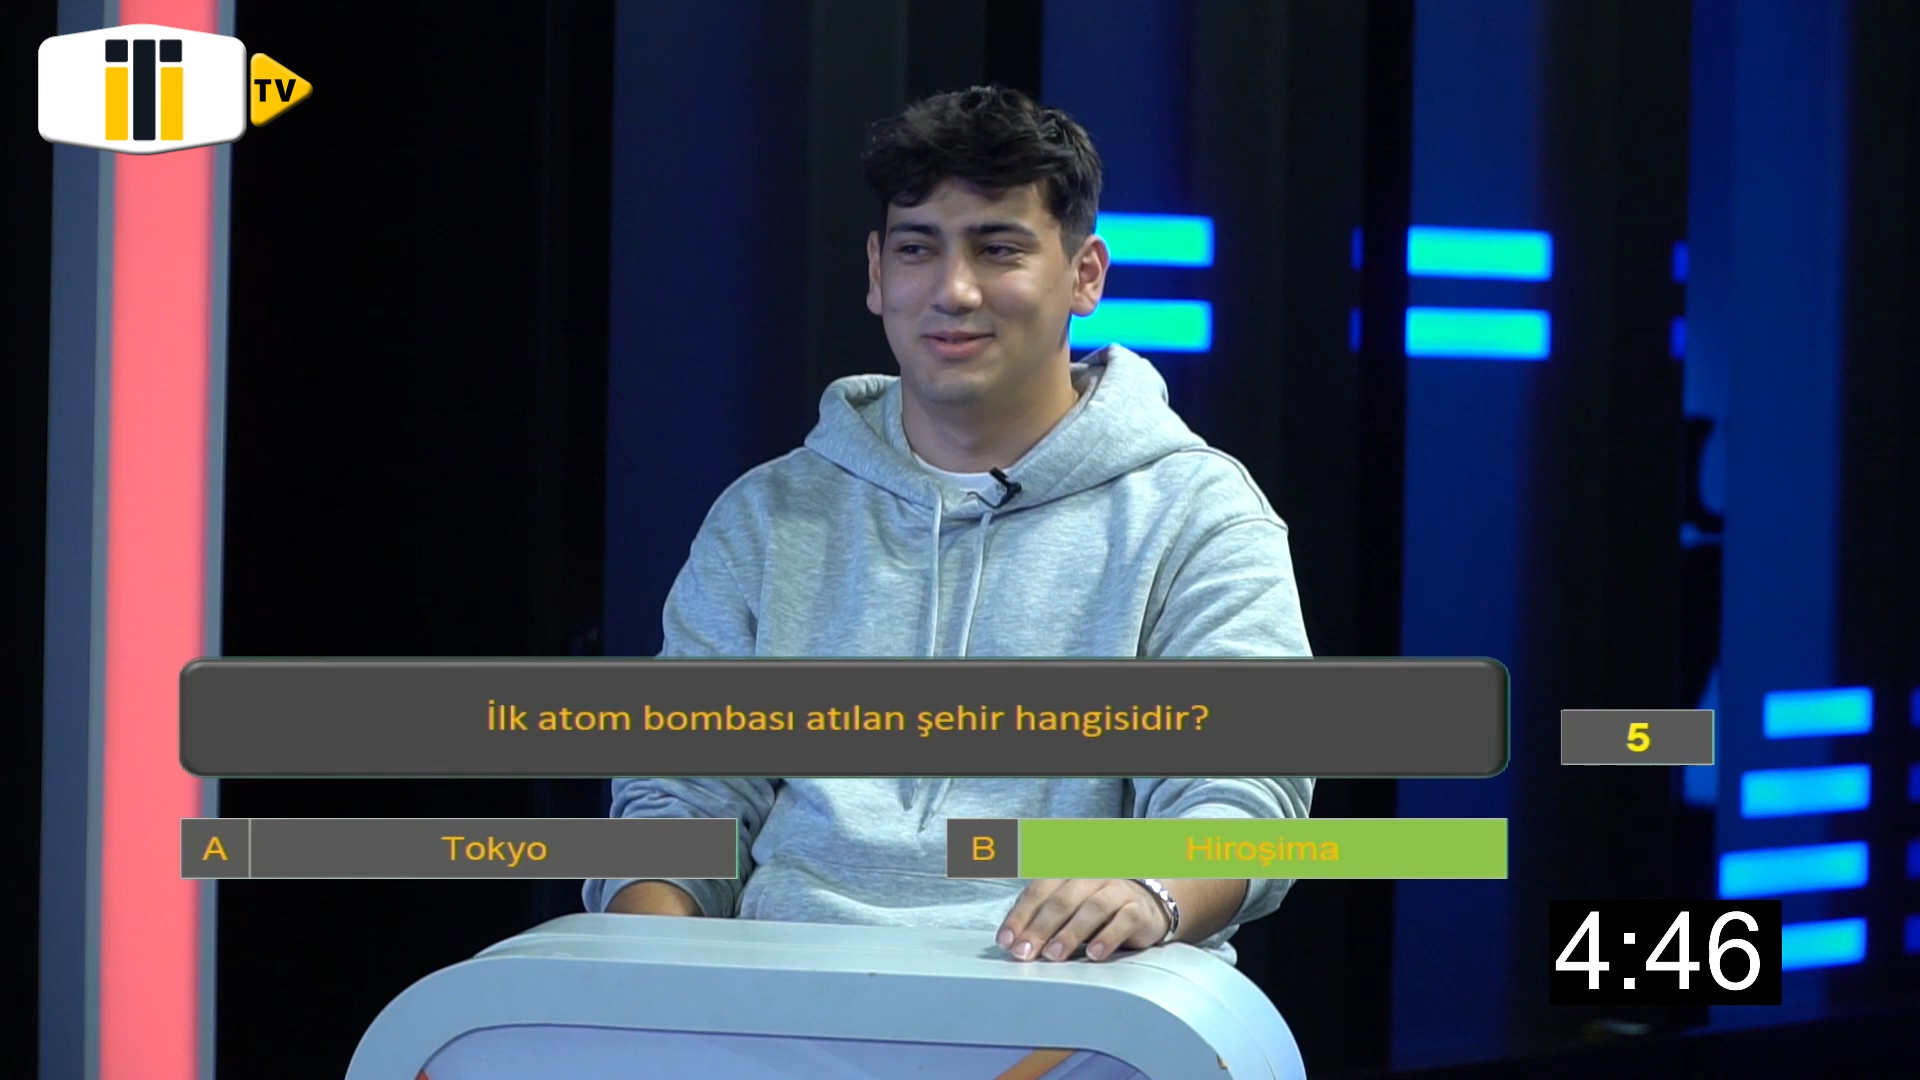 TV
İlk atom bombası atılan şehir hangisidir?
5
A Tokyo
B Hiroşima
4:46